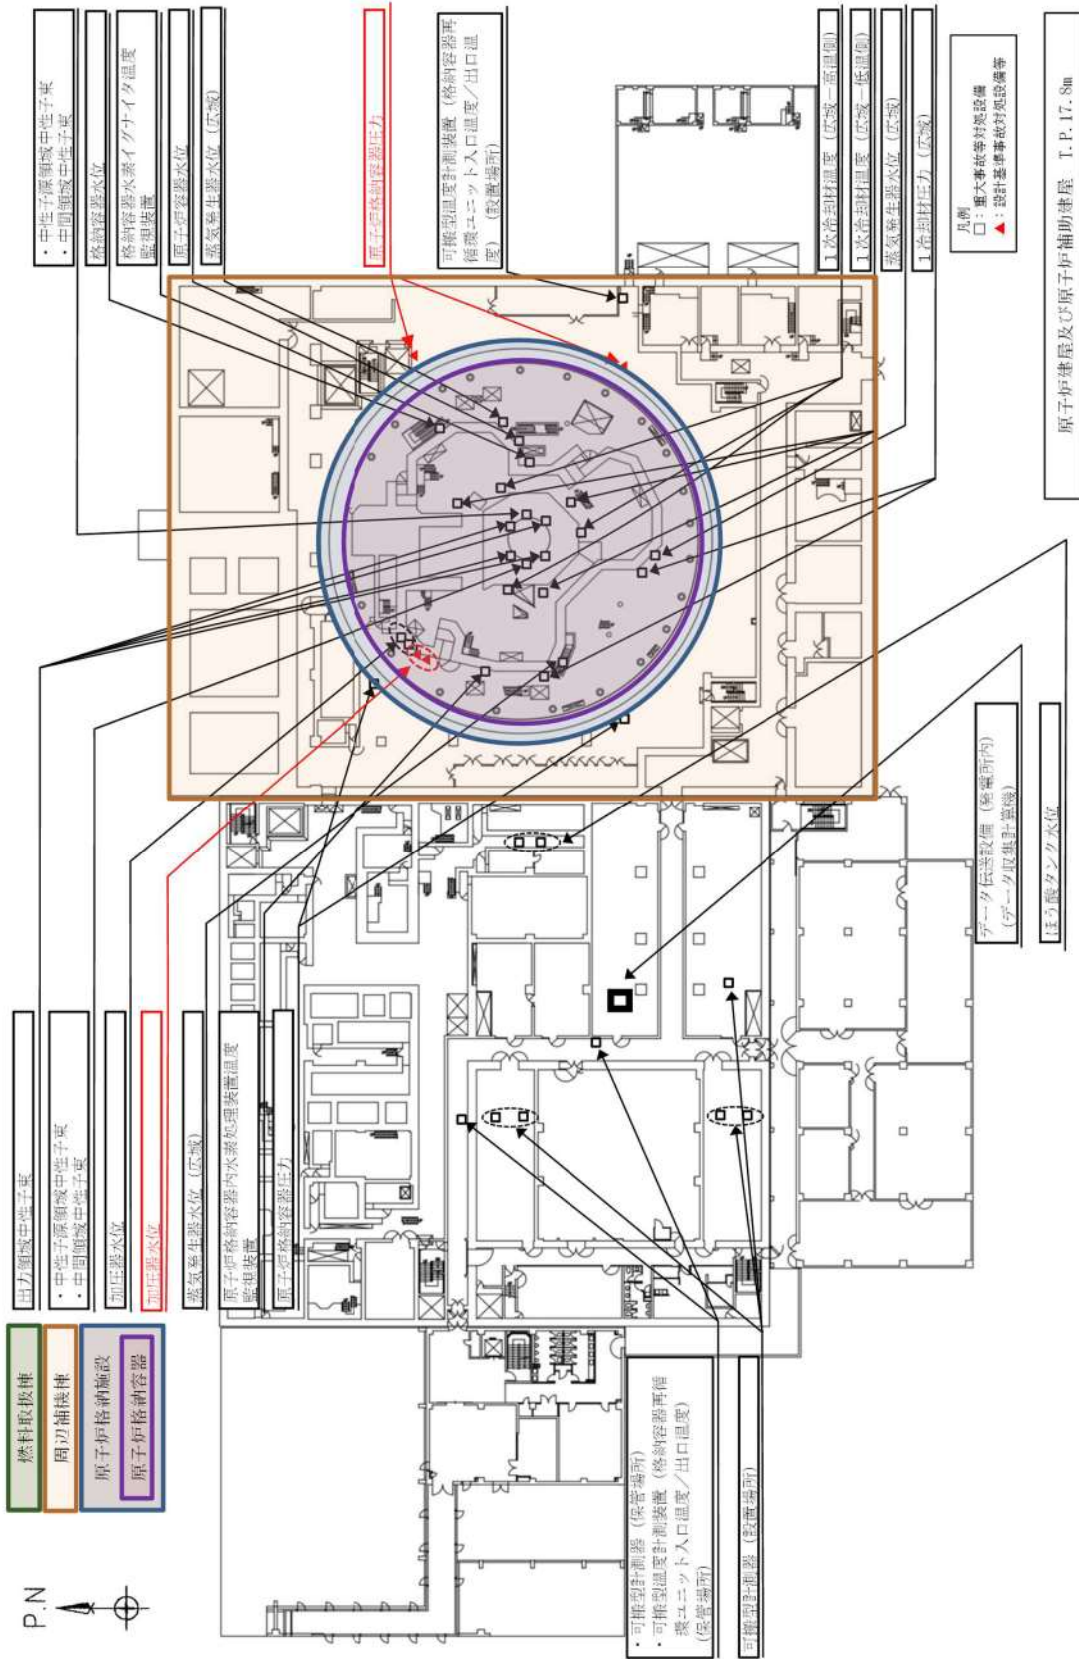 P.N
燃料取扱棟
周辺補機棟
原子炉格納施設
原子炉格納容器
出力領域中性子束
・中性子源領域中性子束
・中間領域中性子束
加圧器水位
加圧器水位
蒸気発生器水位（広域）
原子炉格納容器内水素処理装置温度
監視装置
原子炉格納容器圧力
・中性子源領域中性子束
・中間領域中性子束
格納容器水位
格納容器水素イグナイタ温度
監視装置
原子炉容器水位
蒸気発生器水位（広域）
原子炉格納容器圧力
可搬型温度計測装置（格納容器再
循環ユニット入口温度／出口温
度）（設置場所）
1次冷却材温度（広域－高温側）
1次冷却材温度（広域－低温側）
蒸気発生器水位（広域）
1冷却材圧力（広域）
凡例
□：重大事故等対処設備
▲：設計基準事故対処設備等
・可搬型計測器（保管場所）
・可搬型温度計測装置（格納容器再循
環ユニット入口温度／出口温度）
（保管場所）
可搬型計測器（設置場所）
データ伝送設備（発電所内）
（データ収集計算機）
ほう酸タンク水位
原子炉建屋及び原子炉補助建屋 T.P.17.8m